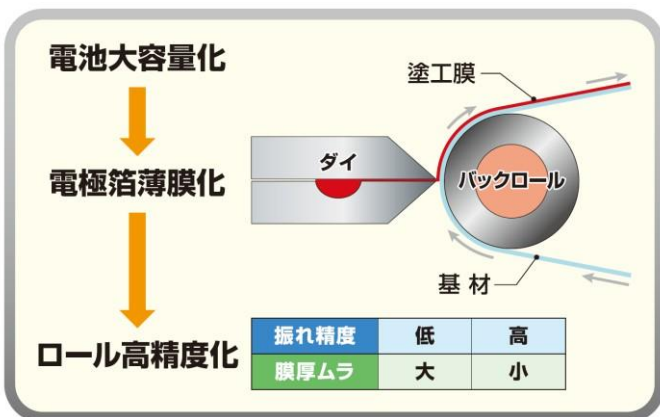 電池大容量化
電極箔薄膜化
ロール高精度化
塗工膜
ダイ
バックロール
基材
振れ精度 低 高
膜厚ムラ 大 小